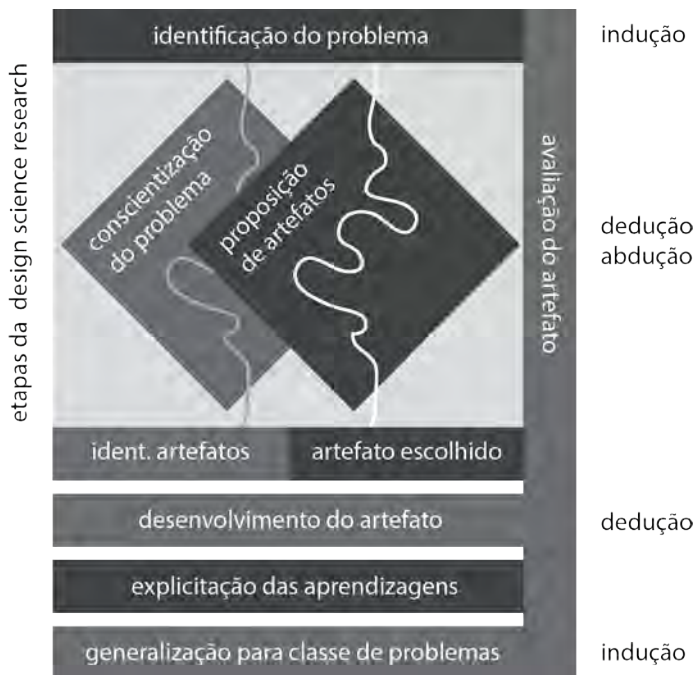 identificação do problema
indução
etapas da design science research
conscientização
do problema
proposição
de artefatos
avaliação do artefato
dedução
abdução
ident. artefatos
artefato escolhido
desenvolvimento do artefato
dedução
explicitação das aprendizagens
generalização para classe de problemas
indução